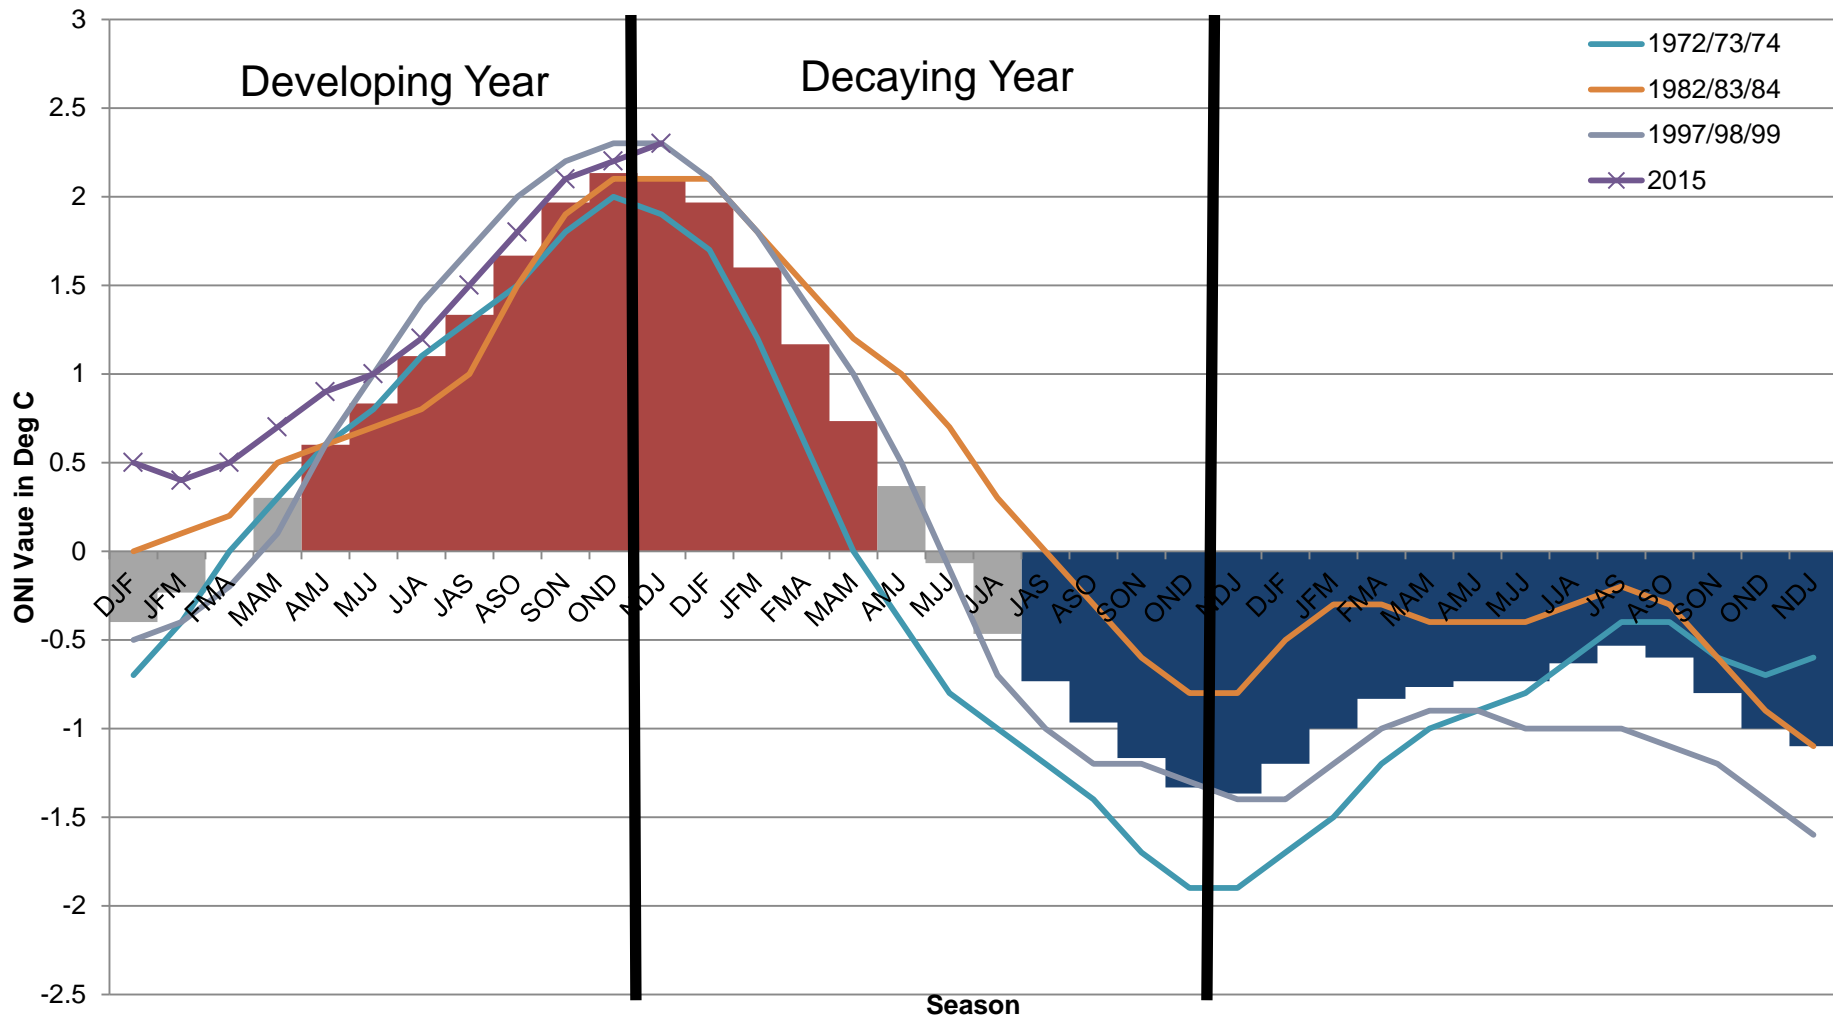 3
2.5
2
1.5
1
0.5
0
-0.5
-1
-1.5
-2
-2.5
ONI Vaue in Deg C
Developing Year
Decaying Year
1972/73/74
1982/83/84
1997/98/99
2015
DJF
JFM
FMA
MAM
AMJ
MJJ
JJA
JAS
ASO
SON
OND
NDJ
DJF
JFM
FMA
MAM
AMJ
MJJ
JJA
JAS
ASO
SON
OND
NDJ
DJF
JFM
FMA
MAM
AMJ
MJJ
JJA
JAS
ASO
SON
OND
NDJ
Season